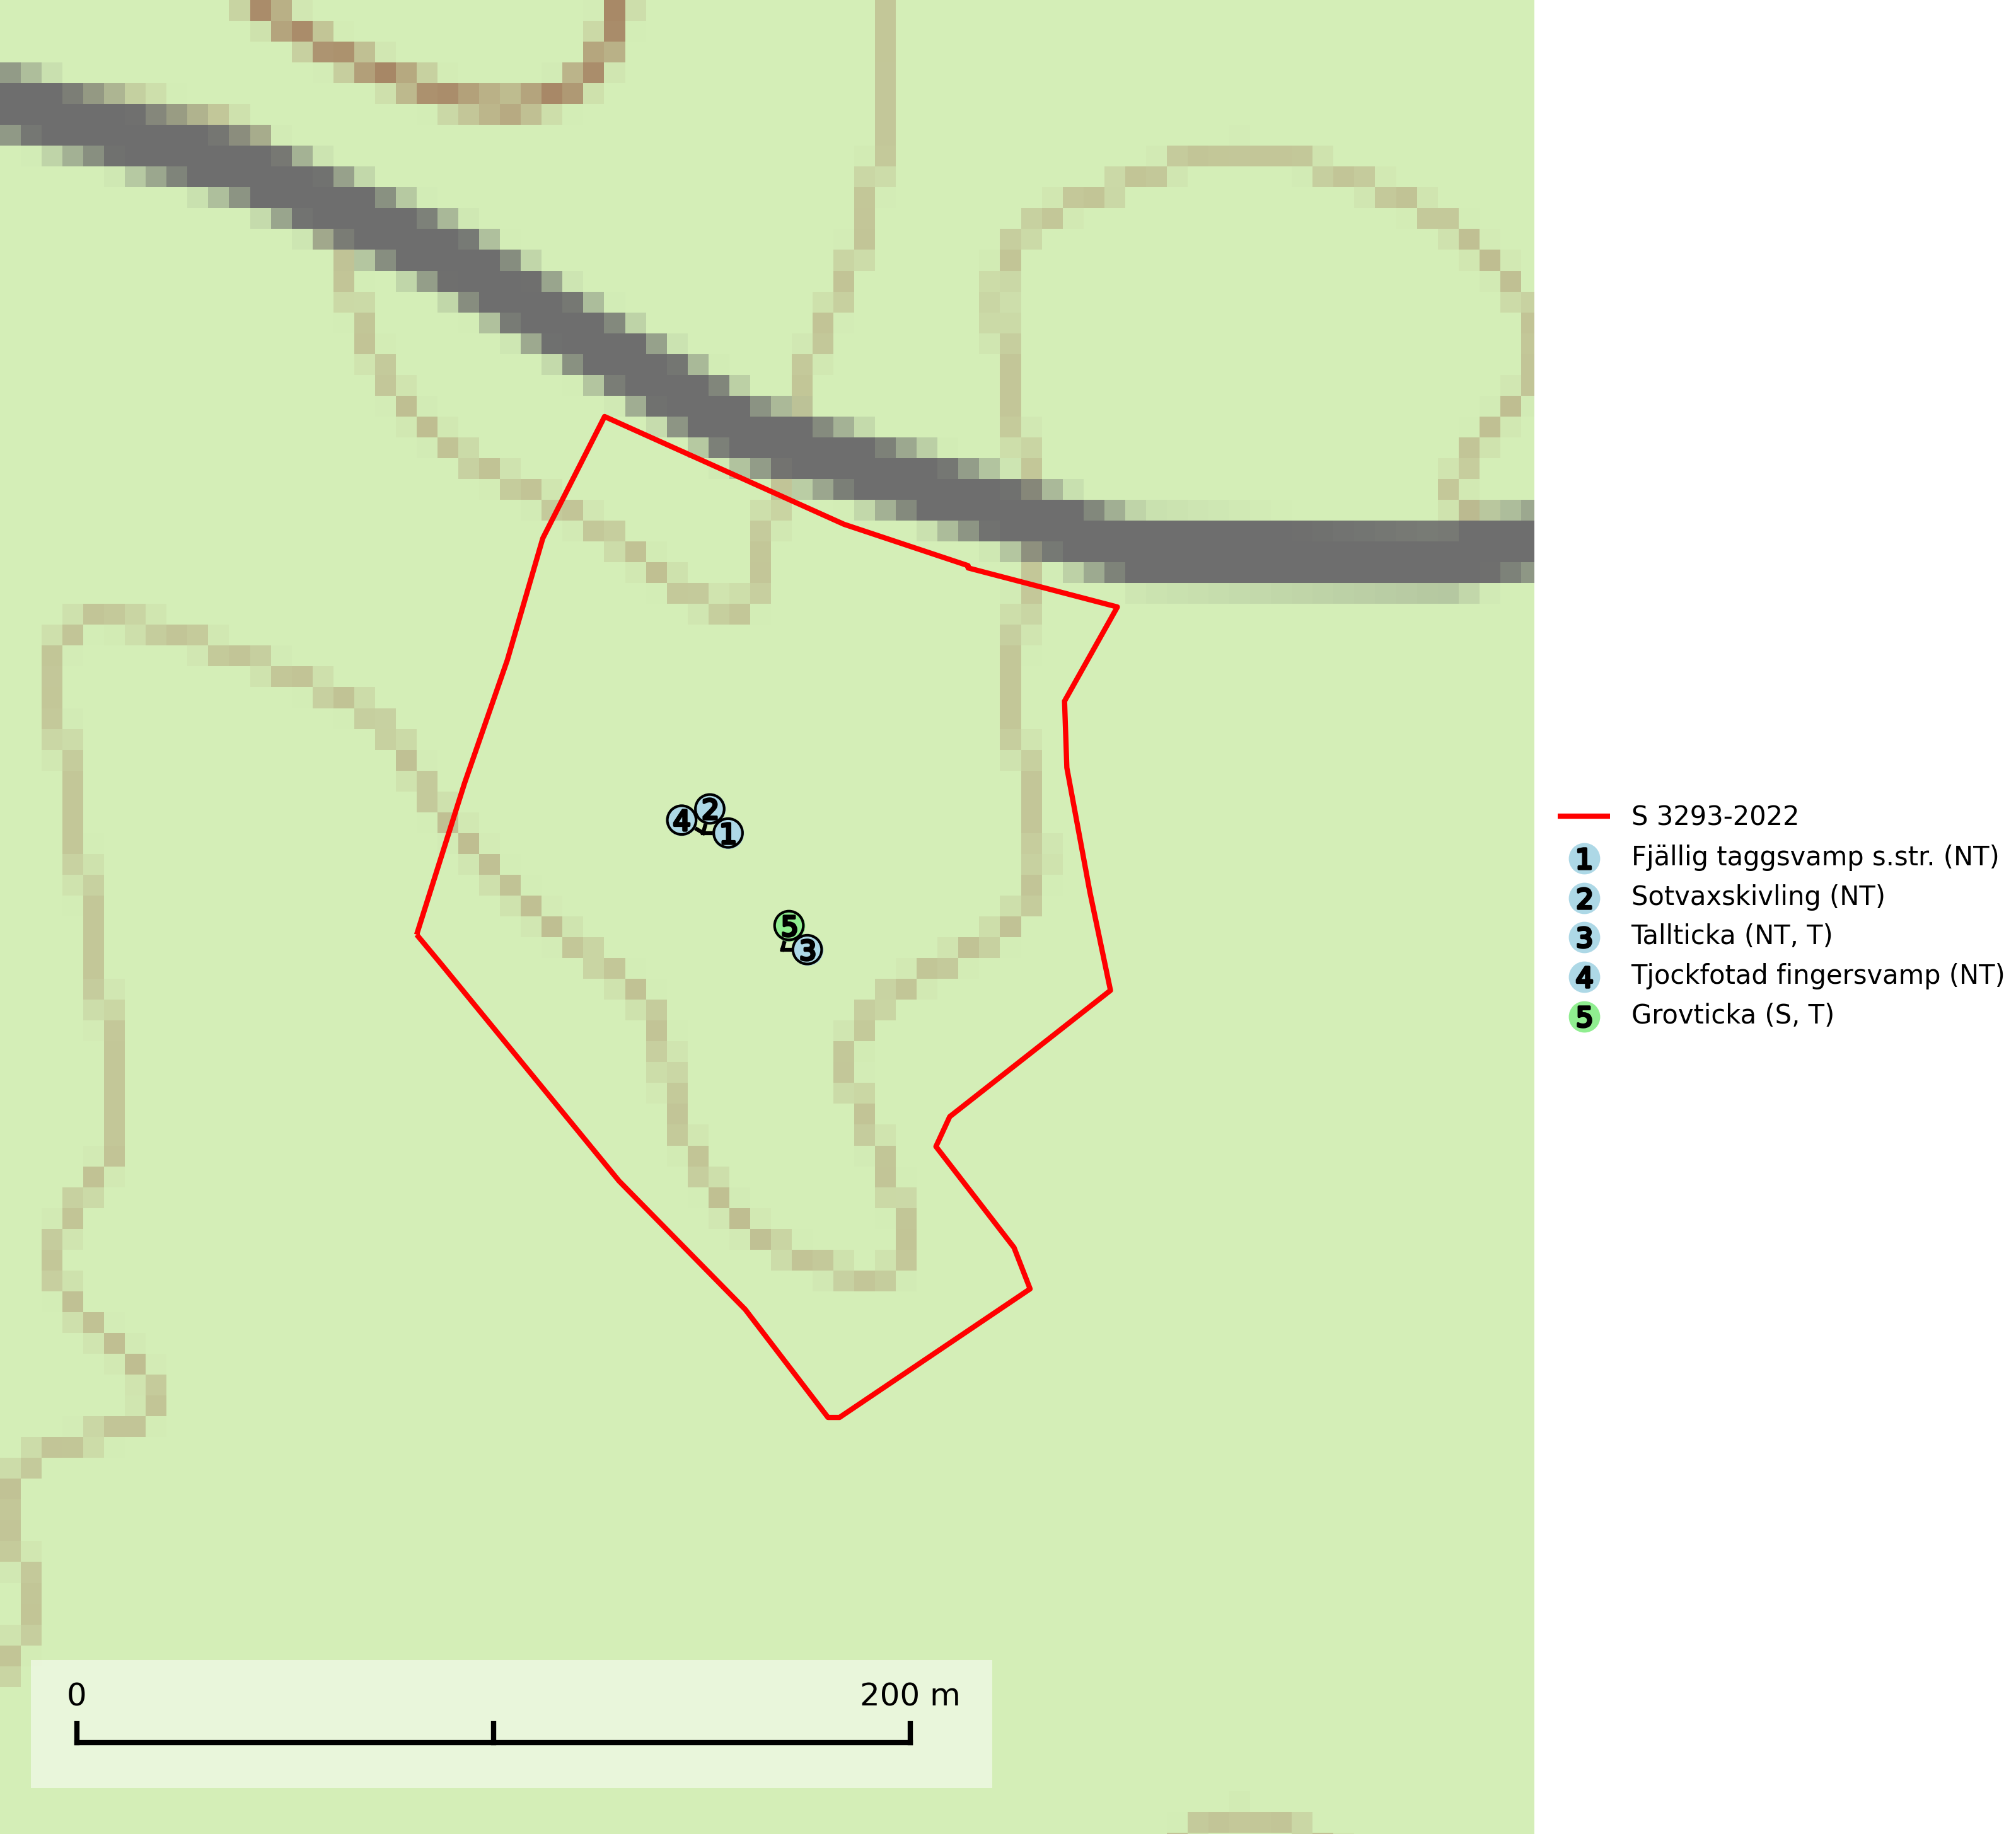 4
2
1
5
3
S 3293-2022
1 Fjällig taggsvamp s.str. (NT)
2 Sotvaxskivling (NT)
3 Tallticka (NT, T)
4 Tjockfotad fingersvamp (NT)
5 Grovticka (S, T)
0 200 m